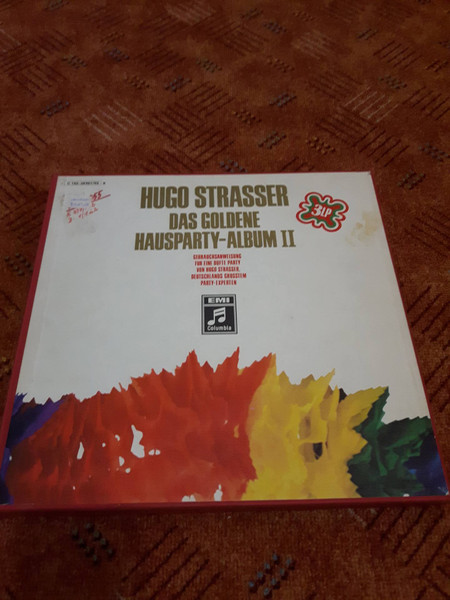 HUGO STRASSER
DAS GOLDENE
HAUSPARTY-ALBUM II
3LP
GEBRAUCHSANWEISUNG
FÜR EINE DUFTE PARTY
VON HUGO STRASSER,
DEUTSCHLANDS GRÖSSTEM
PARTY-EXPERTEN
EMI
Columbia